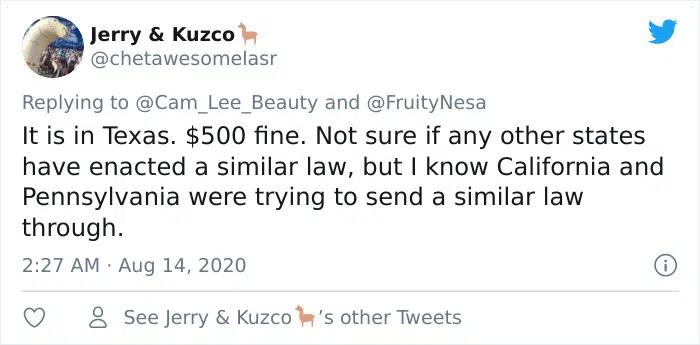 Jerry & Kuzco🦙
@chetawesomelasr
Replying to @Cam_Lee_Beauty and @FruityNesa
It is in Texas. $500 fine. Not sure if any other states
have enacted a similar law, but I know California and
Pennsylvania were trying to send a similar law
through.
2:27 AM · Aug 14, 2020
See Jerry & Kuzco🦙's other Tweets